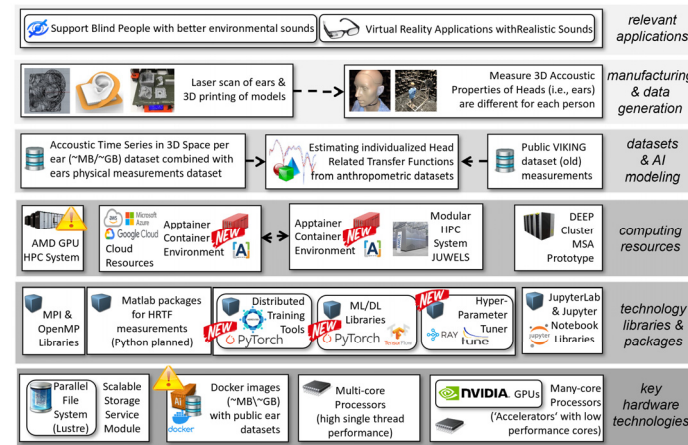 Support Blind People with better environmental sounds
Virtual Reality Applications withRealistic Sounds
relevant
applications
Laser scan of ears &
3D printing of models
Measure 3D Accoustic
Properties of Heads (i.e., ears)
are different for each person
manufacturing
& data
generation
Accoustic Time Series in 3D Space per
ear (~MB/~GB) dataset combined with
ears physical measurements dataset
Estimating individualized Head
Related Transfer Functions
from anthropometric datasets
Public VIKING
dataset (old)
measurements
datasets
& AI
modeling
AMD GPU
HPC System
aws
Microsoft
Azure
Google Cloud
Cloud
Resources
Apptainer
Container
Environment
NEW
[A]
Apptainer
Container
Environment
NEW
[A]
Modular
HPC
System
JUWELS
DEEP
Cluster
MSA
Prototype
computing
resources
MPI &
OpenMP
Libraries
Matlab packages
for HRTF
measurements
(Python planned)
NEW
Distributed
Training
Tools
PyTorch
NEW
ML/DL
Libraries
PyTorch
TensorFlow
NEW
Hyper-
Parameter
Tuner
RAY
tune
JupyterLab
& Jupyter
Notebook
Libraries
jupyter
technology
libraries &
packages
Parallel
File
System
(Lustre)
Scalable
Storage
Service
Module
Ai
docker
Docker images
(~MB\~GB)
with public ear
datasets
Multi-core
Processors
(high single thread
performance)
NVIDIA. GPUs
Many-core
Processors
('Accelerators' with low
performance cores)
key
hardware
technologies